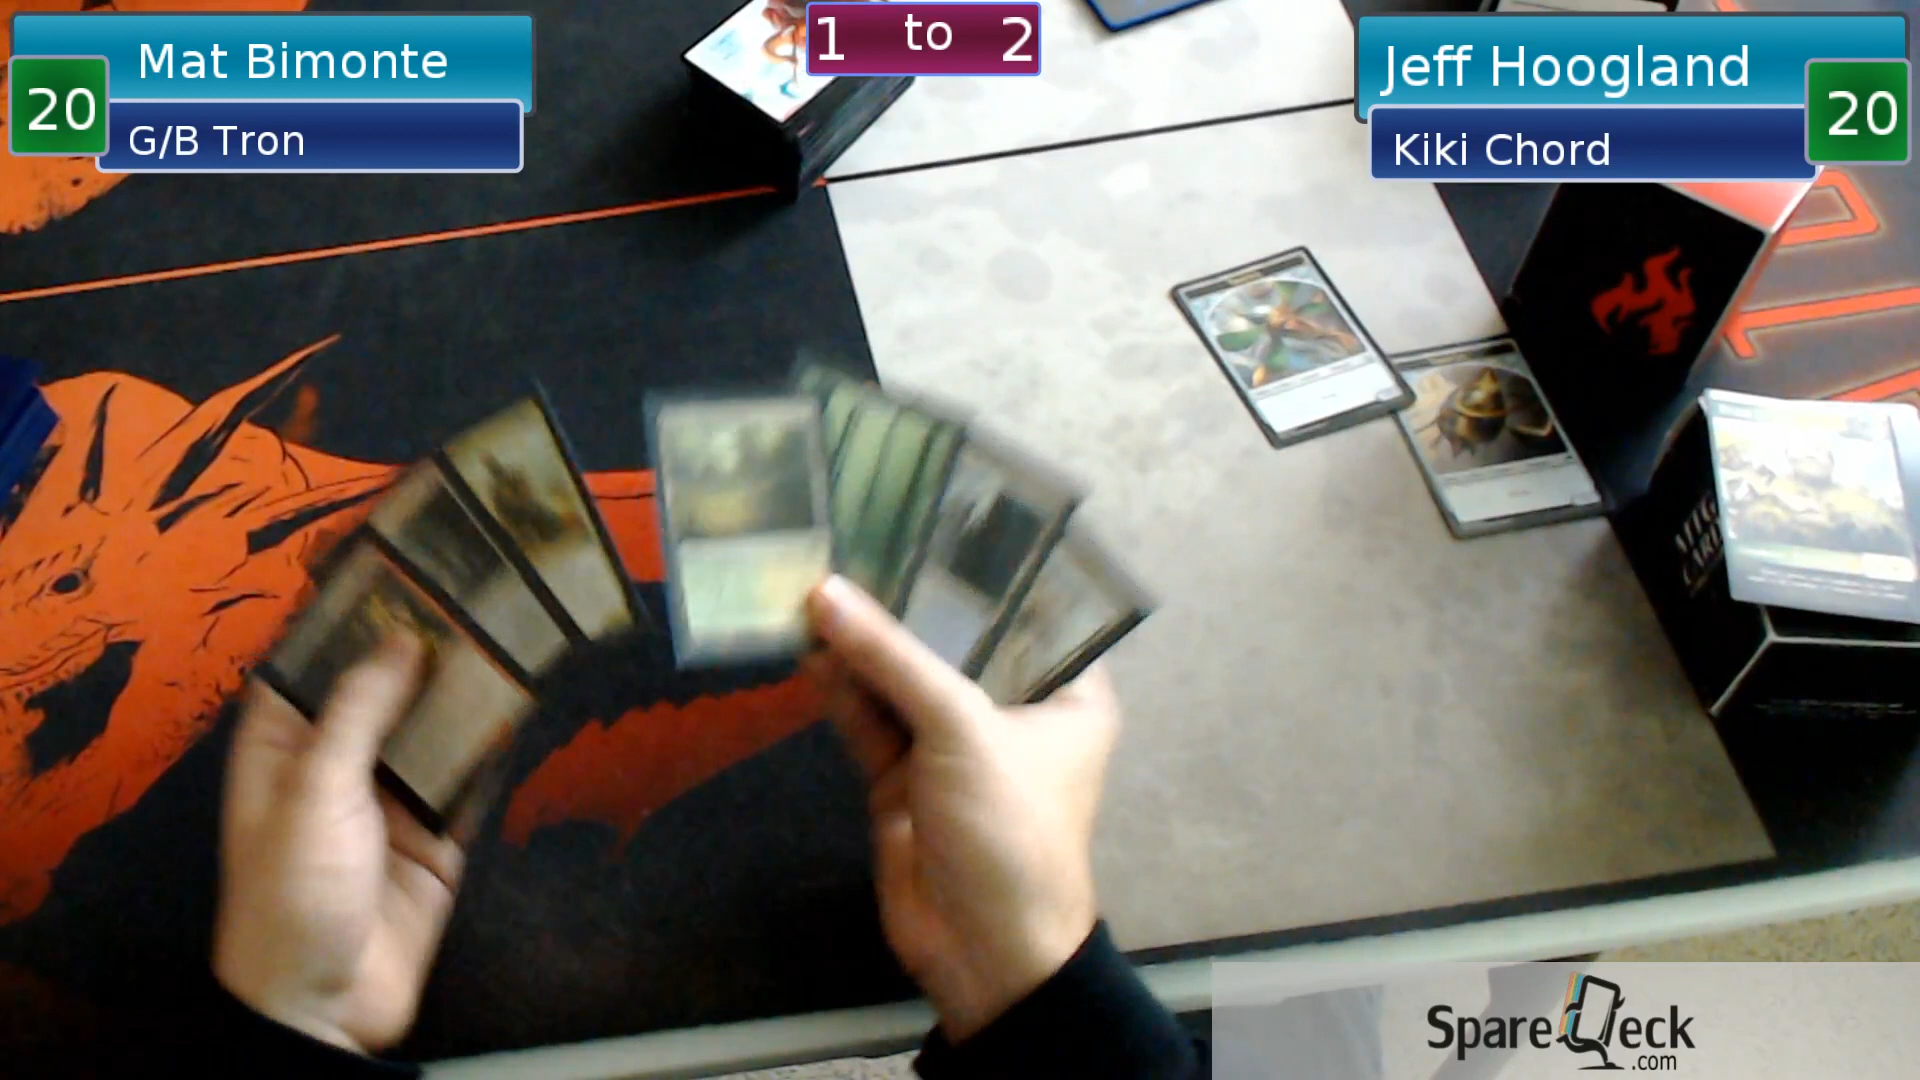 Mat Bimonte
20
G/B Tron
1 to 2
Jeff Hoogland
20
Kiki Chord
SpareDeck
.com